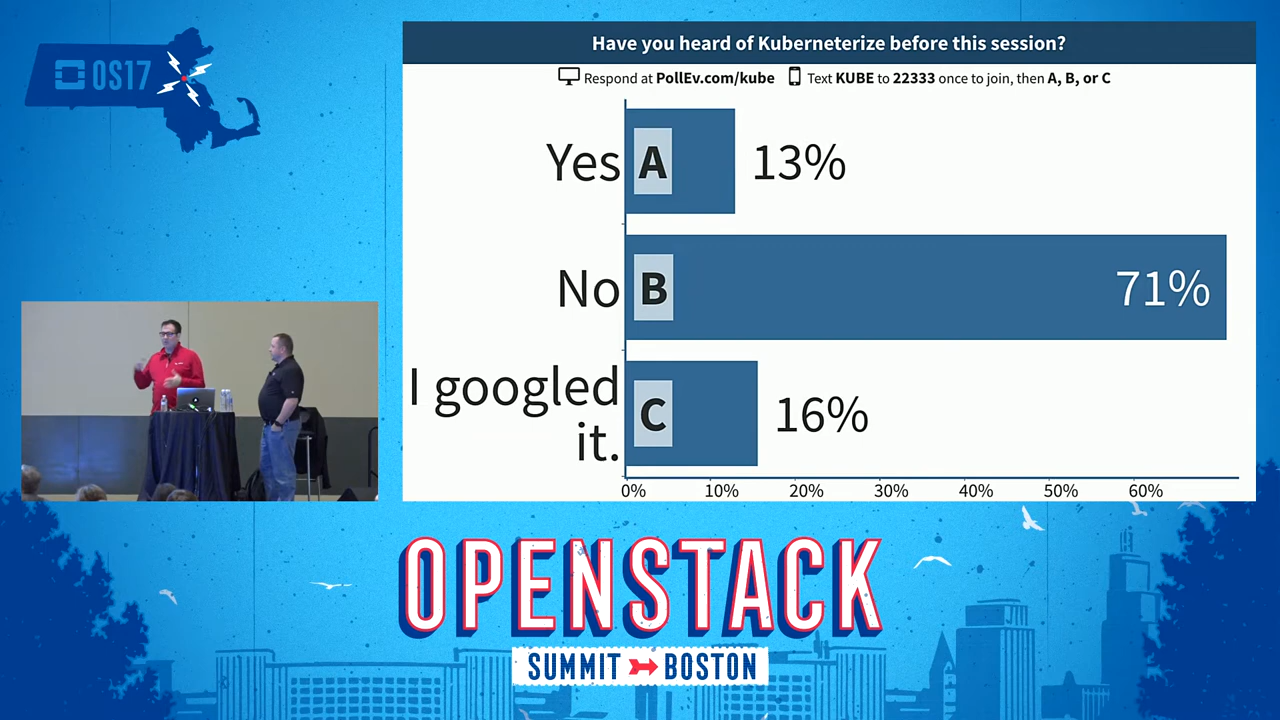 OS17
Have you heard of Kuberneterize before this session?
Respond at PollEv.com/kube Text KUBE to 22333 once to join, then A, B, or C
Yes A 13%
No B 71%
I googled
it. C 16%
0% 10% 20% 30% 40% 50% 60%
OPENSTACK
SUMMIT BOSTON